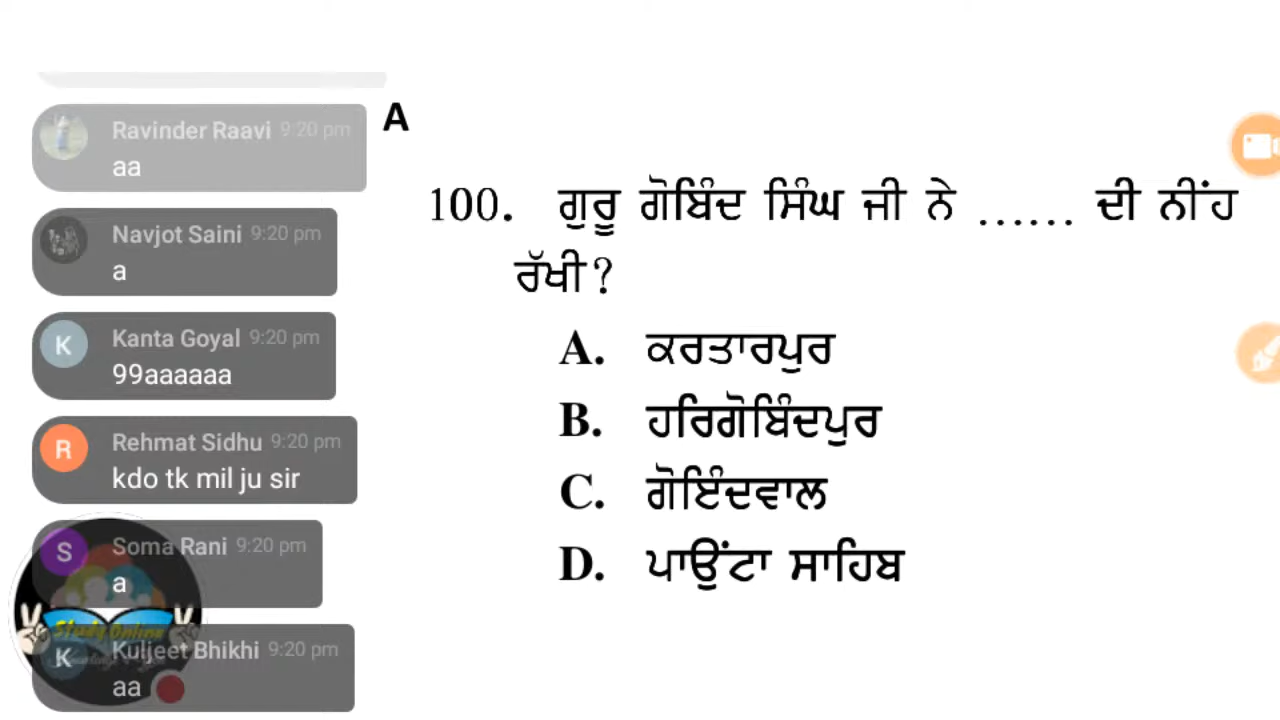 A
Ravinder Raavi 9:20 pm
aa
Navjot Saini 9:20 pm
a
K
Kanta Goyal 9:20 pm
99aaaaaa
R
Rehmat Sidhu 9:20 pm
kdo tk mil ju sir
S
Soma Rani 9:20 pm
a
Study Online
K
Kuljeet Bhikhi 9:20 pm
aa
100. ਗੁਰੂ ਗੋਬਿੰਦ ਸਿੰਘ ਜੀ ਨੇ ...... ਦੀ ਨੀਂਹ
ਰੱਖੀ?
A. ਕਰਤਾਰਪੁਰ
B. ਹਰਿਗੋਬਿੰਦਪੁਰ
C. ਗੋਇੰਦਵਾਲ
D. ਪਾਉਂਟਾ ਸਾਹਿਬ